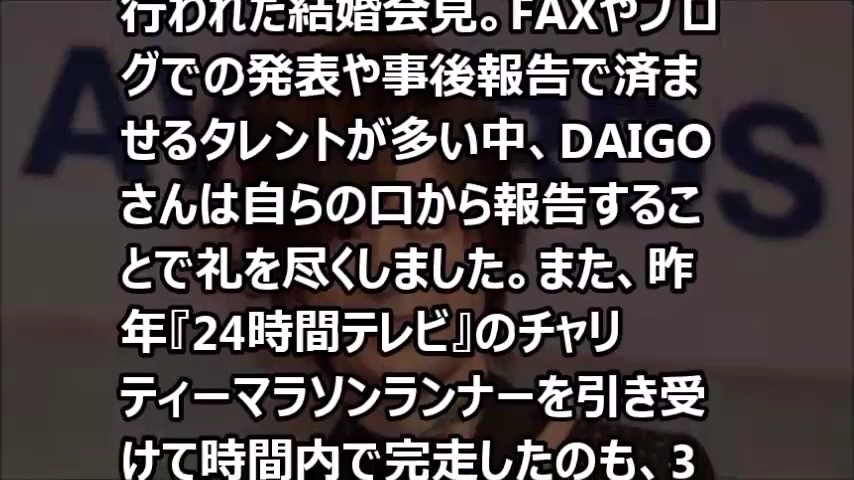 行われた結婚会見。FAXやブロ
グでの発表や事後報告で済ま
せるタレントが多い中、DAIGO
さんは自らの口から報告するこ
とで礼を尽くしました。また、昨
年『24時間テレビ』のチャリ
ティーマラソンランナーを引き受
けて時間内で完走したのも、3